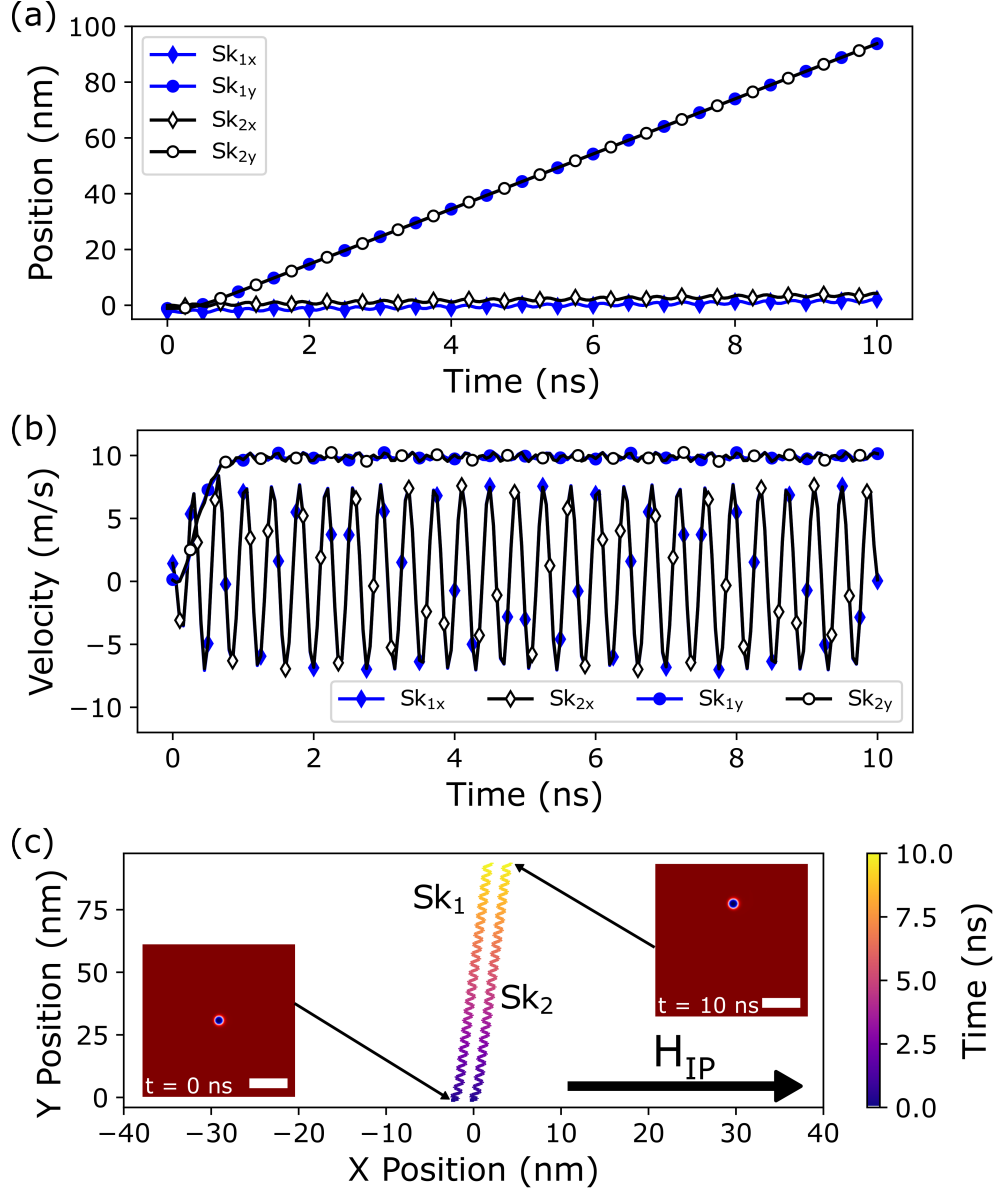 (a)
100
80
60
40
20
0
Position (nm)
Sk1x
Sk1y
Sk2x
Sk2y
0 2 4 6 8 10
Time (ns)
(b)
10
5
0
−5
−10
Velocity (m/s)
Sk1x Sk2x Sk1y Sk2y
0 2 4 6 8 10
Time (ns)
(c)
75
50
25
0
Y Position (nm)
Sk1
Sk2
t = 0 ns
t = 10 ns
HIP
−40 −30 −20 −10 0 10 20 30 40
X Position (nm)
10.0
7.5
5.0
2.5
0.0
Time (ns)